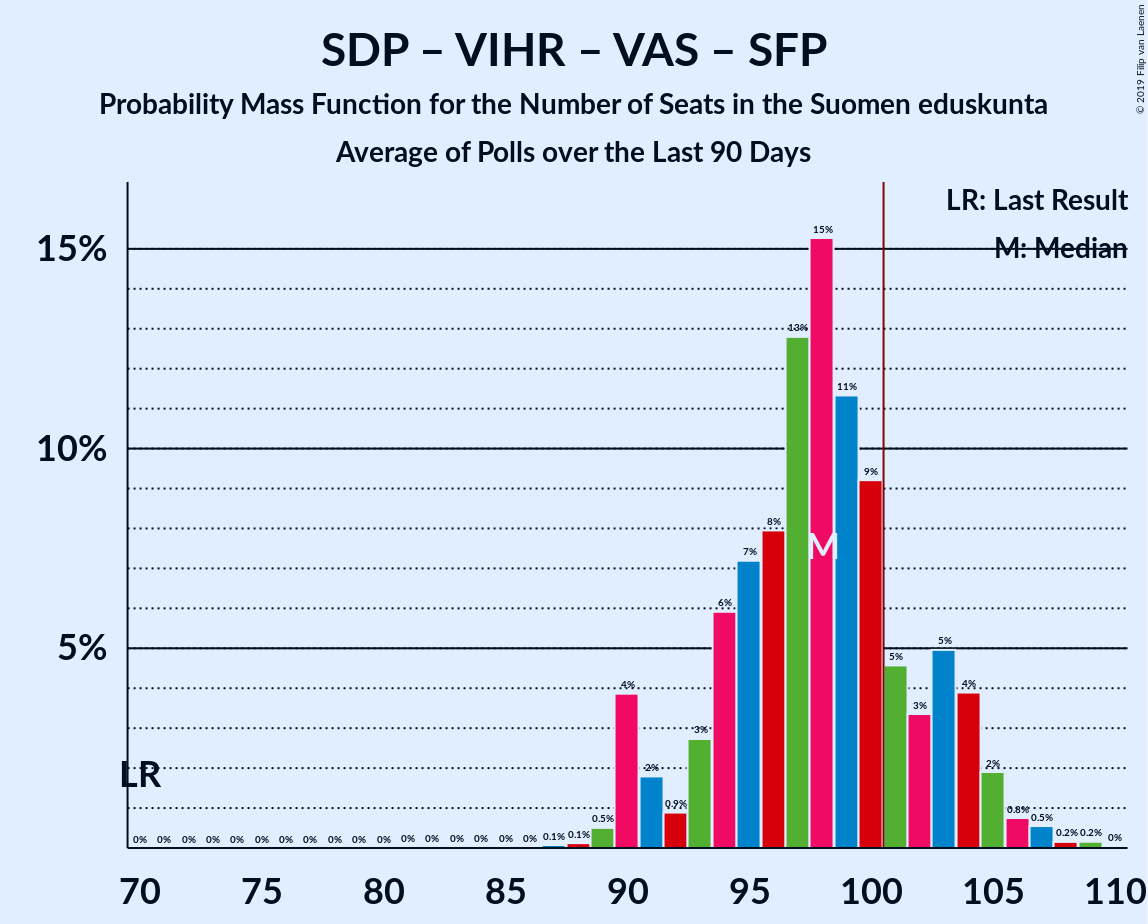 SDP – VIHR – VAS – SFP
Probability Mass Function for the Number of Seats in the Suomen eduskunta
Average of Polls over the Last 90 Days
© 2019 Filip van Laenen
LR: Last Result
M: Median
15%
10%
5%
LR
M
0% 0% 0% 0% 0% 0% 0% 0% 0% 0% 0% 0% 0% 0% 0% 0% 0% 0.1% 0.1% 0.5% 4% 2% 0.9% 3% 6% 7% 8% 13% 15% 11% 9% 5% 3% 5% 4% 2% 0.8% 0.5% 0.2% 0.2% 0%
70 75 80 85 90 95 100 105 110